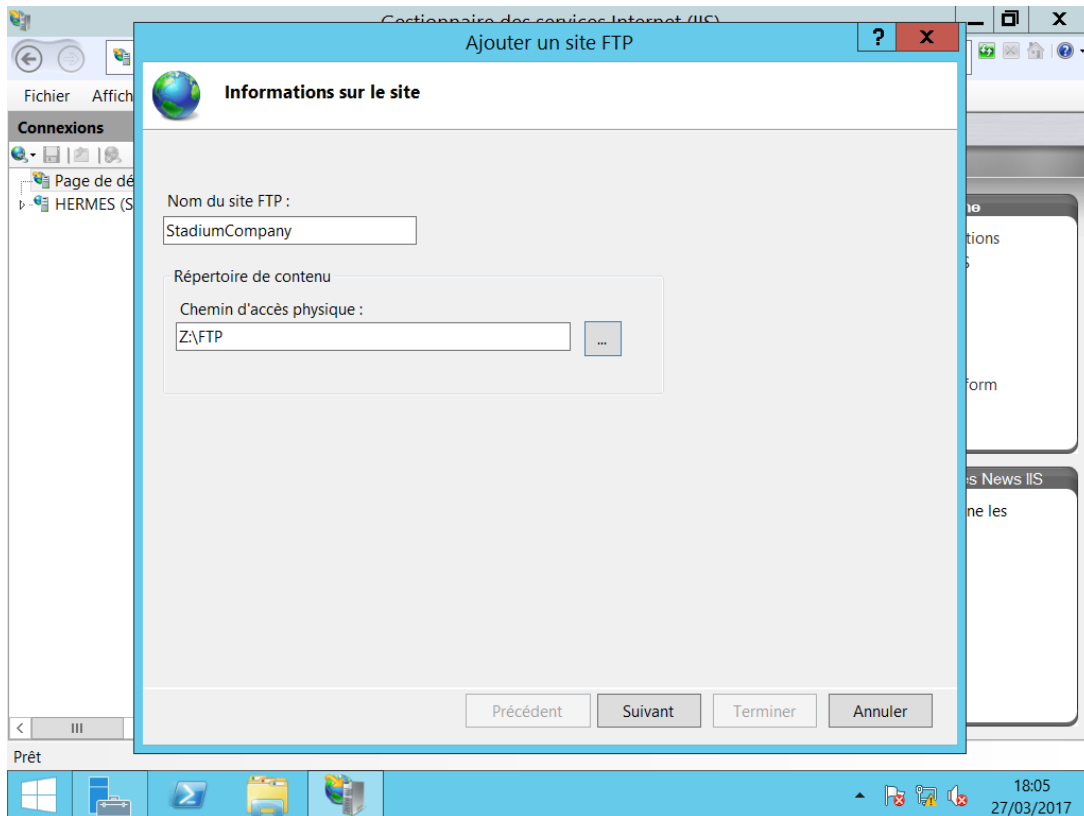 Gestionnaire des services Internet (IIS)
Ajouter un site FTP
? x
x
Fichier Affich
Informations sur le site
Connexions
Page de dé
HERMES (S
Nom du site FTP :
StadiumCompany
Répertoire de contenu
Chemin d'accès physique :
Z:\FTP
...
tions
form
es News IIS
ne les
Précédent
Suivant
Terminer
Annuler
Prêt
18:05
27/03/2017